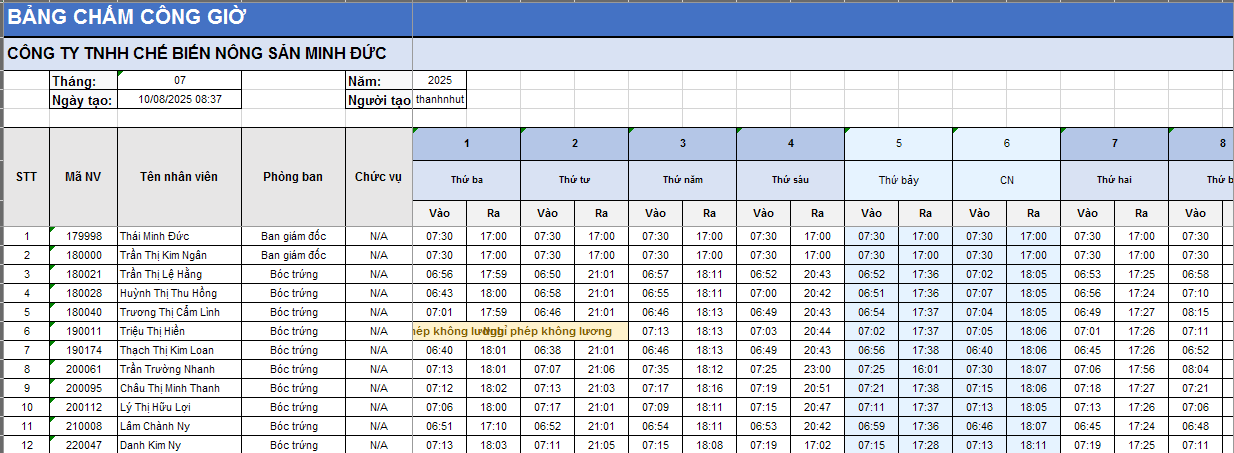 BẢNG CHẤM CÔNG GIỜ
CÔNG TY TNHH CHẾ BIẾN NÔNG SẢN MINH ĐỨC
Tháng: 07 Năm: 2025
Ngày tạo: 10/08/2025 08:37 Người tạo thanhnhut
STT Mã NV Tên nhân viên Phòng ban Chức vụ 1 2 3 4 5 6 7 8
Thứ ba Thứ tư Thứ năm Thứ sáu Thứ bảy CN Thứ hai Thứ b
Vào Ra Vào Ra Vào Ra Vào Ra Vào Ra Vào Ra Vào Ra Vào
1 179998 Thái Minh Đức Ban giám đốc N/A 07:30 17:00 07:30 17:00 07:30 17:00 07:30 17:00 07:30 17:00 07:30 17:00 07:30 17:00 07:30
2 180000 Trần Thị Kim Ngân Ban giám đốc N/A 07:30 17:00 07:30 17:00 07:30 17:00 07:30 17:00 07:30 17:00 07:30 17:00 07:30 17:00 07:30
3 180021 Trần Thị Lệ Hằng Bóc trứng N/A 06:56 17:59 06:50 21:01 06:57 18:11 06:52 20:43 06:52 17:36 07:02 18:05 06:53 17:25 06:58
4 180028 Huỳnh Thị Thu Hồng Bóc trứng N/A 06:43 18:00 06:58 21:01 06:55 18:11 07:00 20:42 06:51 17:36 07:07 18:05 06:56 17:24 07:10
5 180040 Trương Thị Cẩm Linh Bóc trứng N/A 07:01 17:59 06:46 21:01 06:46 18:13 06:49 20:43 06:54 17:37 07:04 18:06 06:49 17:27 08:15
6 190011 Triệu Thị Hiền Bóc trứng N/A hép không lương Nghỉ phép không lương 07:13 18:13 07:03 20:44 07:02 17:37 07:05 18:06 07:01 17:26 07:11
7 190174 Thạch Thị Kim Loan Bóc trứng N/A 06:40 18:01 06:38 21:01 06:46 18:13 06:49 20:43 06:56 17:38 06:40 18:06 06:45 17:26 06:52
8 200061 Trần Trường Nhanh Bóc trứng N/A 07:13 18:01 07:07 21:06 07:35 18:12 07:25 23:00 07:25 16:01 07:30 18:07 07:06 17:56 08:04
9 200095 Châu Thị Minh Thanh Bóc trứng N/A 07:12 18:02 07:13 21:03 07:17 18:16 07:19 20:51 07:21 17:38 07:15 18:06 07:18 17:27 07:21
10 200112 Lý Thị Hữu Lợi Bóc trứng N/A 07:06 18:00 07:17 21:01 07:09 18:11 07:15 20:47 07:11 17:37 07:13 18:05 07:13 17:26 07:06
11 210008 Lâm Chành Ny Bóc trứng N/A 06:51 17:10 06:52 21:01 06:54 18:11 06:53 20:42 06:59 17:36 06:46 18:07 06:45 17:24 06:48
12 220047 Danh Kim Ny Bóc trứng N/A 07:13 18:03 07:11 21:05 07:15 18:08 07:19 17:02 07:15 17:28 07:13 18:11 07:19 17:25 07:11